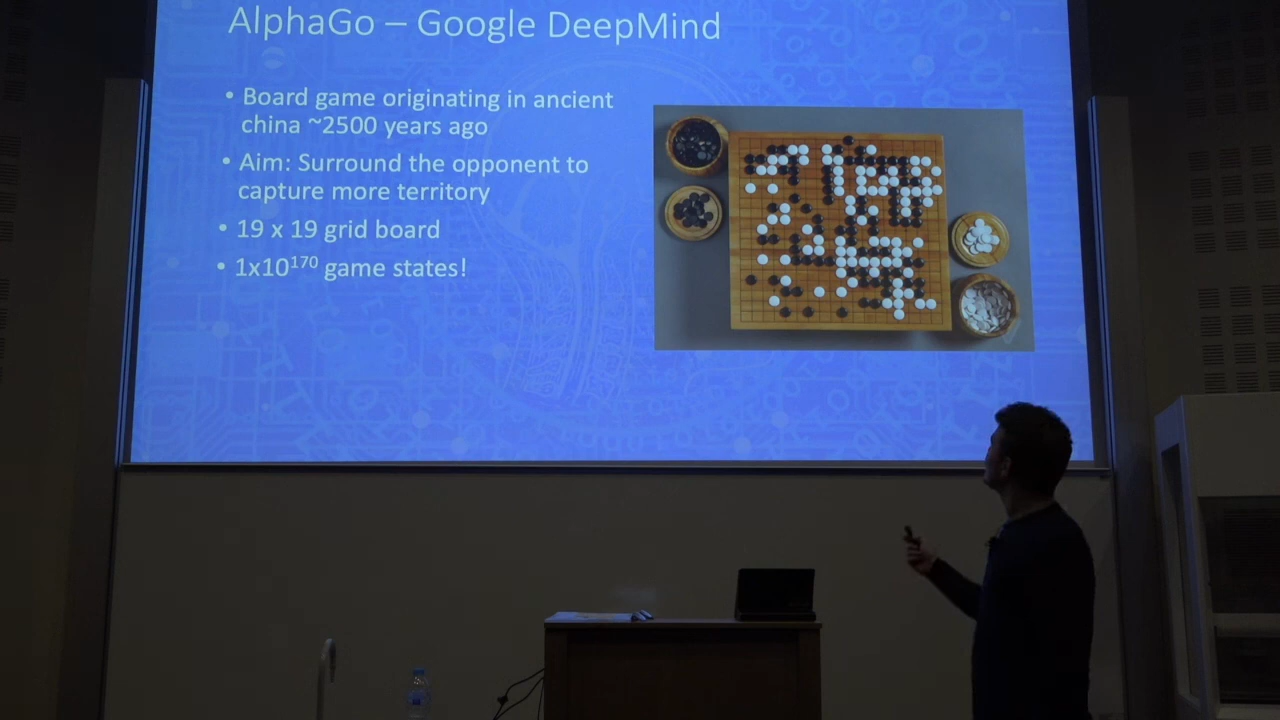 AlphaGo – Google DeepMind
• Board game originating in ancient
china ~2500 years ago
• Aim: Surround the opponent to
capture more territory
• 19 x 19 grid board
• 1x10¹⁷⁰ game states!